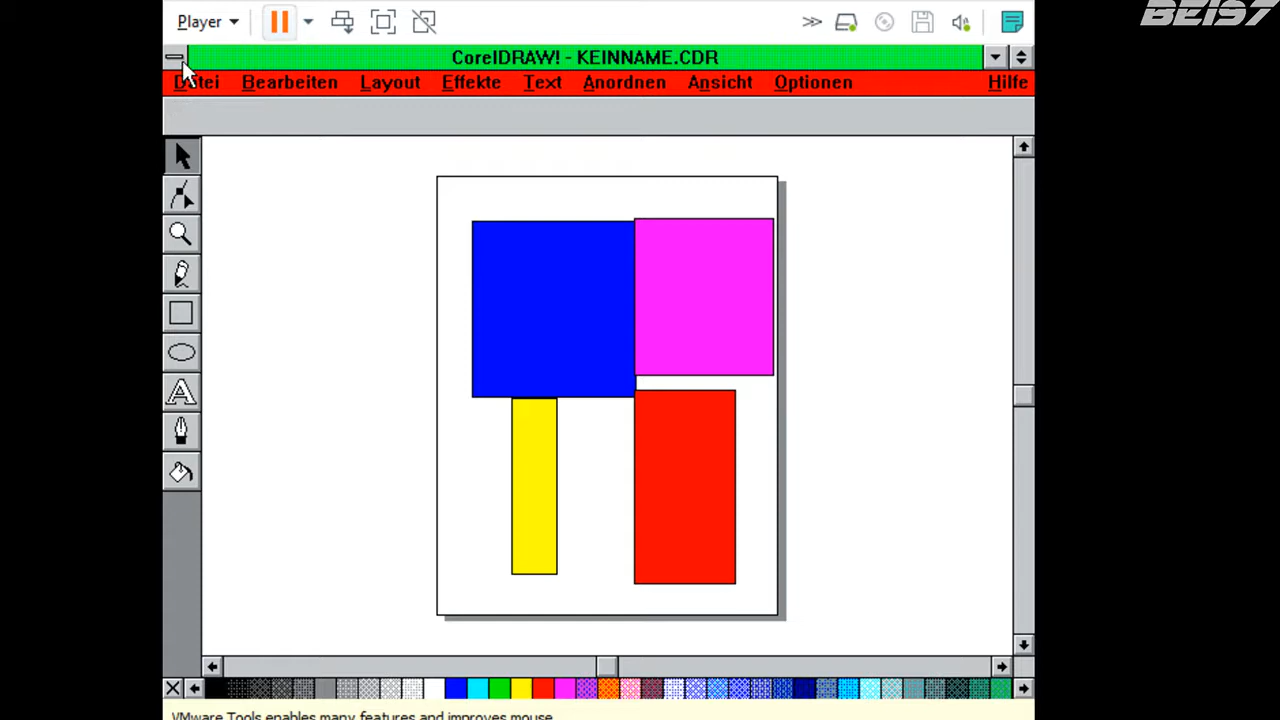 BEI97
Player
CorelDRAW! - KEINNAME.CDR
Datei Bearbeiten Layout Effekte Text Anordnen Ansicht Optionen Hilfe
A
VMware Tools enables many features and improves mouse